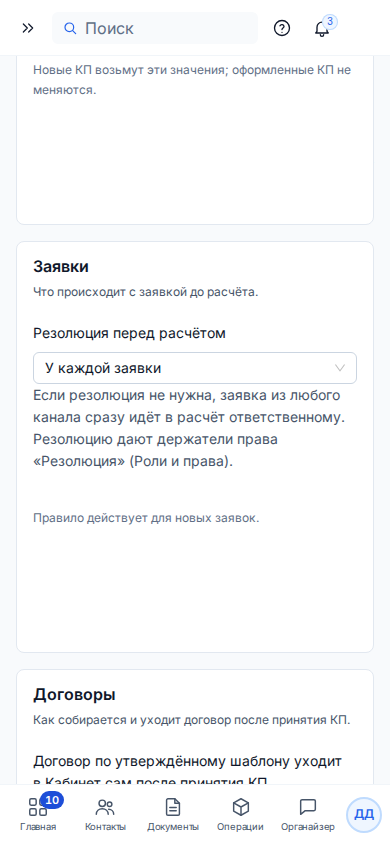 Поиск
3
Новые КП возьмут эти значения; оформленные КП не
меняются.
Заявки
Что происходит с заявкой до расчёта.
Резолюция перед расчётом
У каждой заявки
Если резолюция не нужна, заявка из любого
канала сразу идёт в расчёт ответственному.
Резолюцию дают держатели права
«Резолюция» (Роли и права).
Правило действует для новых заявок.
Договоры
Как собирается и уходит договор после принятия КП.
Договор по утверждённому шаблону уходит
в Кабинет сам после принятия КП
10
Главная
Контакты
Документы
Операции
Органайзер
ДД